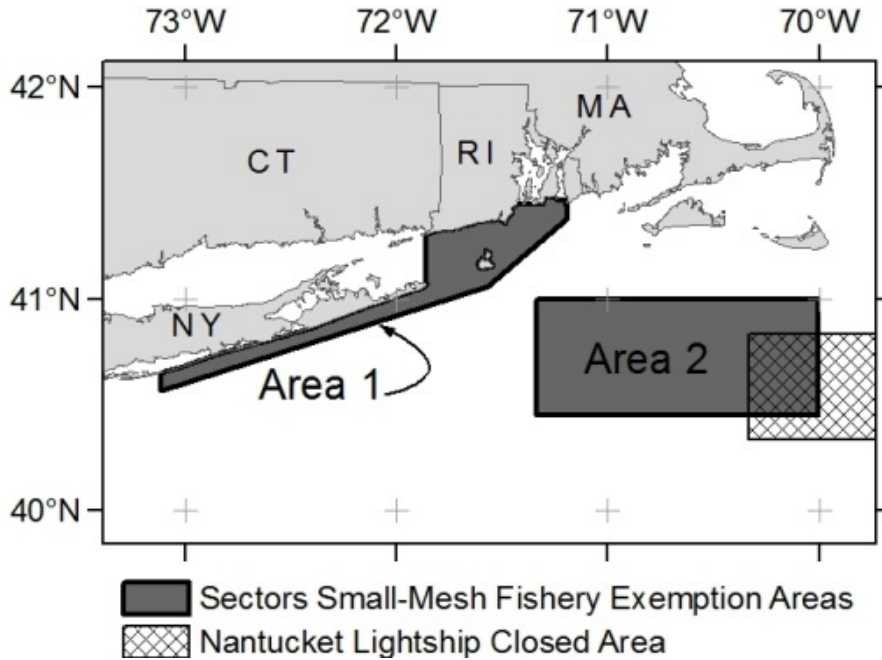 73°W 72°W 71°W 70°W
42°N
MA
CT
RI
41°N
NY
Area 2
Area 1
40°N
Sectors Small-Mesh Fishery Exemption Areas
Nantucket Lightship Closed Area